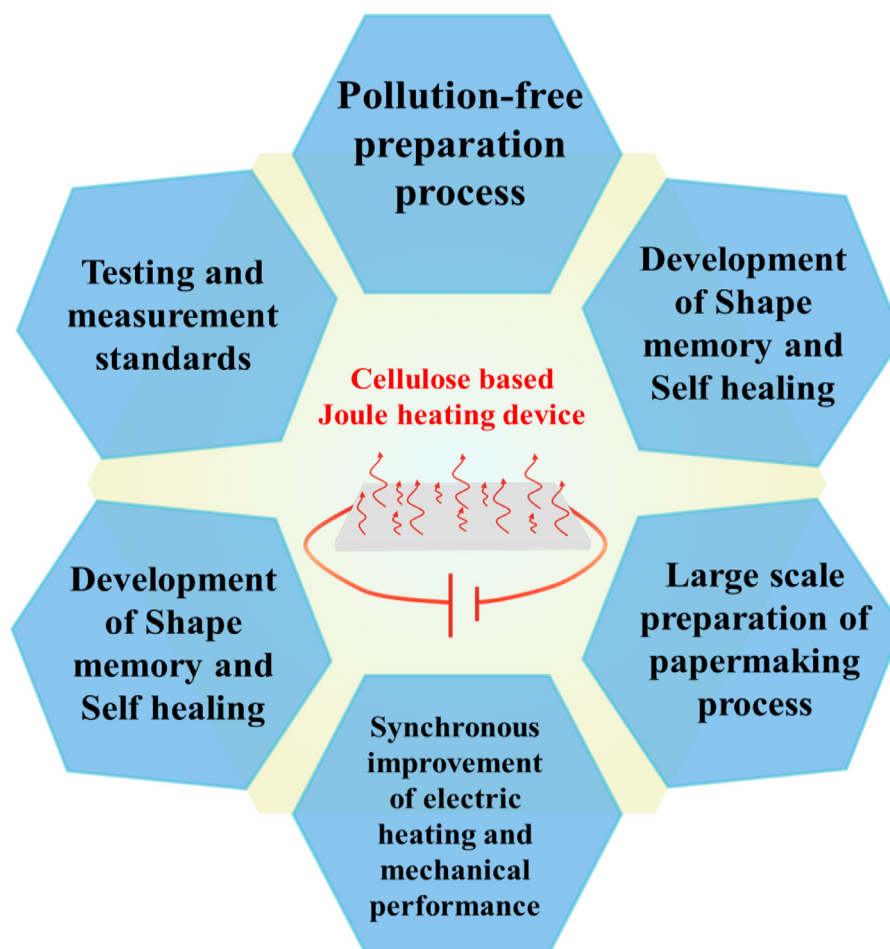 Pollution-free
preparation
process
Testing and
measurement
standards
Development
of Shape
memory and
Self healing
Cellulose based
Joule heating device
Development
of Shape
memory and
Self healing
Large scale
preparation of
papermaking
process
Synchronous
improvement
of electric
heating and
mechanical
performance